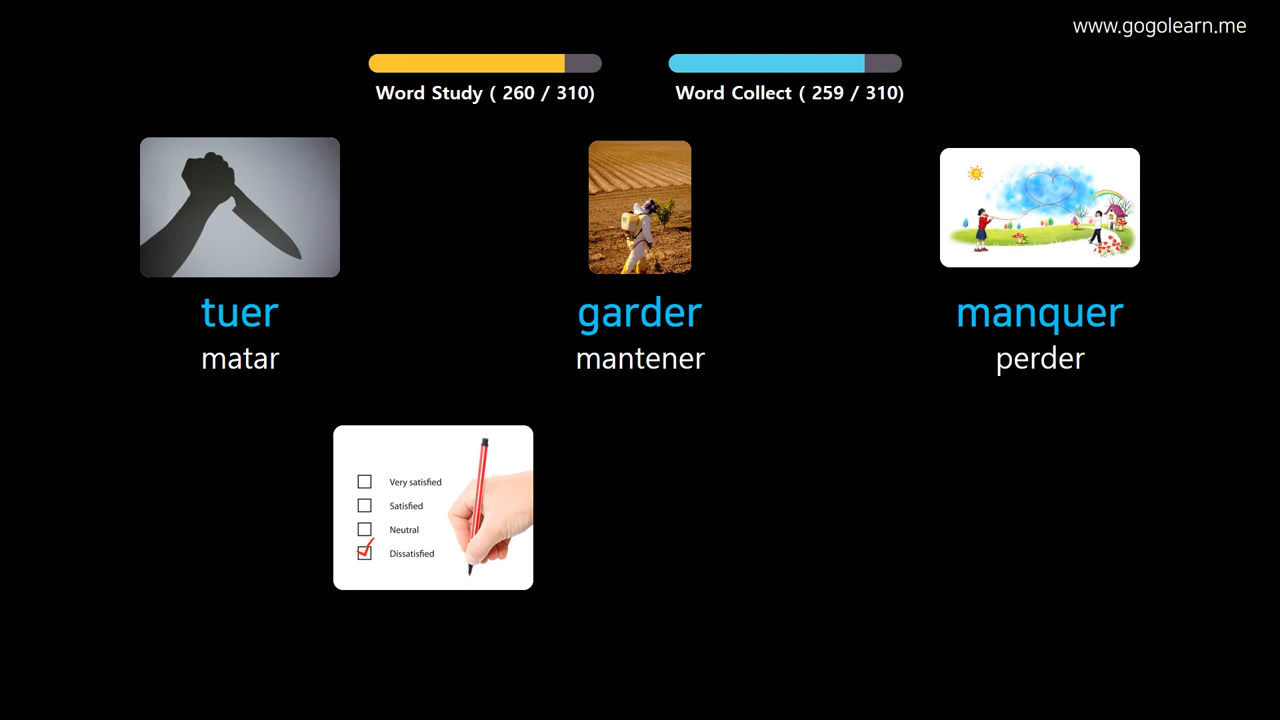 www.gogolearn.me
Word Study ( 260 / 310)
Word Collect ( 259 / 310)
tuer
matar
garder
mantener
manquer
perder
Very satisfied
Satisfied
Neutral
Dissatisfied